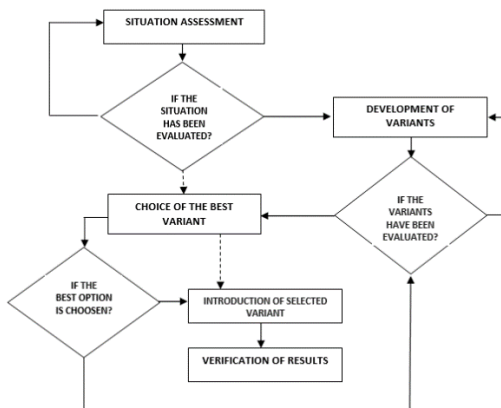 SITUATION ASSESSMENT
IF THE
SITUATION
HAS BEEN
EVALUATED?
DEVELOPMENT OF
VARIANTS
CHOICE OF THE BEST
VARIANT
IF THE
VARIANTS
HAVE BEEN
EVALUATED?
IF THE
BEST OPTION
IS CHOOSEN?
INTRODUCTION OF SELECTED
VARIANT
VERIFICATION OF RESULTS